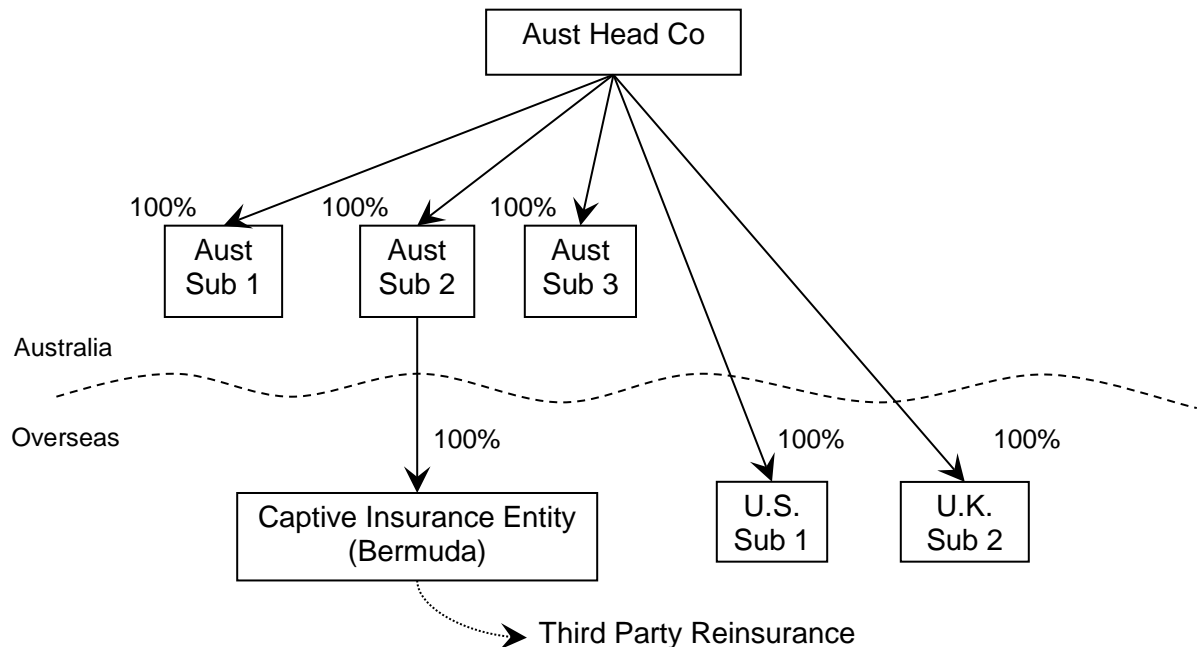 Aust Head Co
100%
100%
100%
Aust
Sub 1
Aust
Sub 2
Aust
Sub 3
Australia
Overseas
100%
100%
100%
Captive Insurance Entity
(Bermuda)
U.S.
Sub 1
U.K.
Sub 2
Third Party Reinsurance